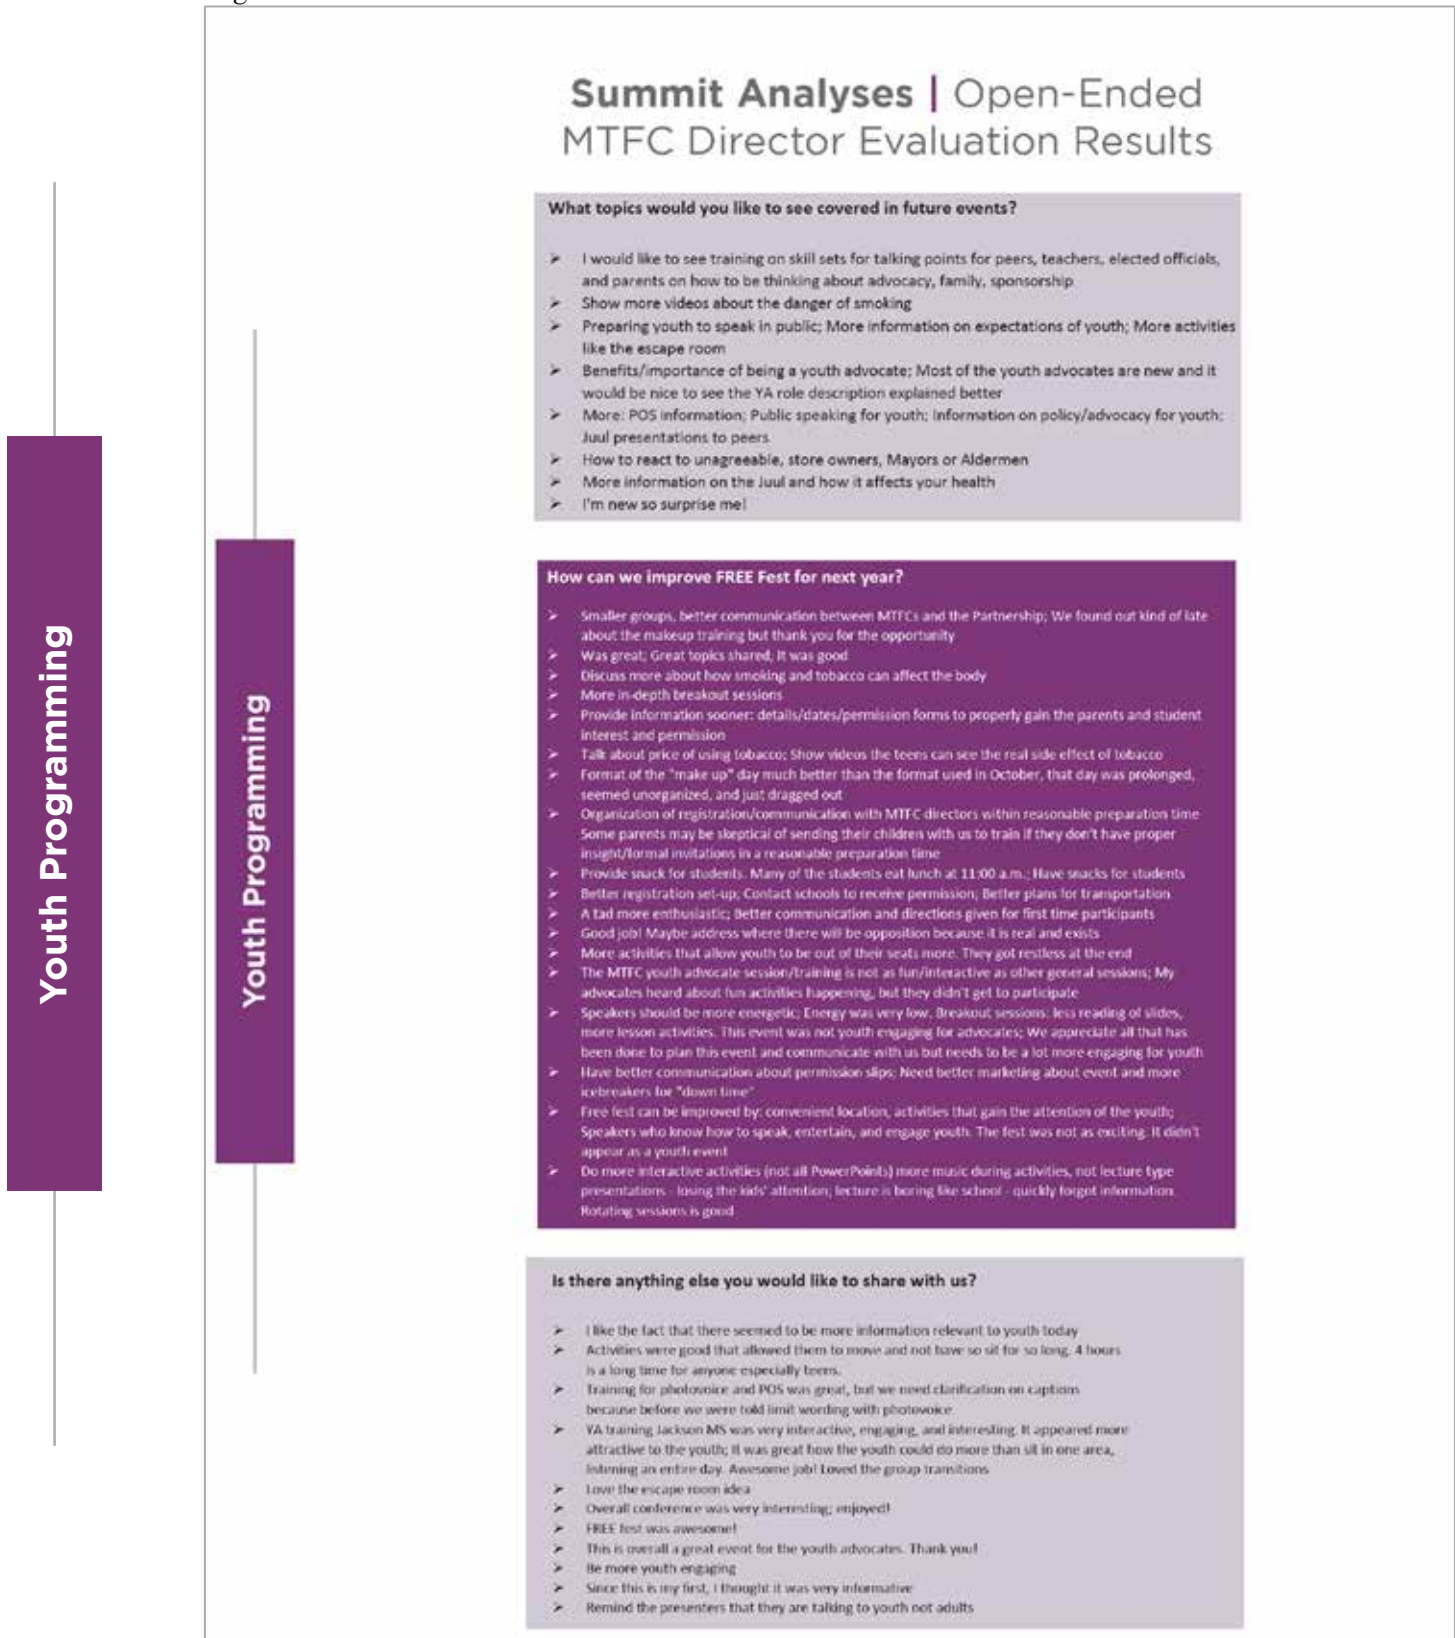 Summit Analyses | Open-Ended
MTFC Director Evaluation Results
What topics would you like to see covered in future events?
➢ I would like to see training on skill sets for talking points for peers, teachers, elected officials,
and parents on how to be thinking about advocacy, family, sponsorship
➢ Show more videos about the danger of smoking
➢ Preparing youth to speak in public; More information on expectations of youth; More activities
like the escape room
➢ Benefits/importance of being a youth advocate; Most of the youth advocates are new and it
would be nice to see the YA role description explained better
➢ More: POS information; Public speaking for youth; Information on policy/advocacy for youth;
Juul presentations to peers
➢ How to react to unagreeable, store owners, Mayors or Aldermen
➢ More information on the Juul and how it affects your health
➢ I'm new so surprise me!
Youth Programming
Youth Programming
How can we improve FREE Fest for next year?
➢ Smaller groups, better communication between MTFCs and the Partnership; We found out kind of late
about the makeup training but thank you for the opportunity
➢ Was great; Great topics shared; It was good
➢ Discuss more about how smoking and tobacco can affect the body
➢ More in-depth breakout sessions
➢ Provide information sooner: details/dates/permission forms to properly gain the parents and student
interest and permission
➢ Talk about price of using tobacco; Show videos the teens can see the real side effect of tobacco
➢ Format of the "make up" day much better than the format used in October, that day was prolonged,
seemed unorganized, and just dragged out
➢ Organization of registration/communication with MTFC directors within reasonable preparation time
Some parents may be skeptical of sending their children with us to train if they don't have proper
insight/formal invitations in a reasonable preparation time
➢ Provide snack for students. Many of the students eat lunch at 11:00 a.m.; Have snacks for students
➢ Better registration set-up; Contact schools to receive permission; Better plans for transportation
➢ A tad more enthusiastic; Better communication and directions given for first time participants
➢ Good job! Maybe address where there will be opposition because it is real and exists
➢ More activities that allow youth to be out of their seats more. They got restless at the end
➢ The MTFC youth advocate session/training is not as fun/interactive as other general sessions; My
advocates heard about fun activities happening, but they didn't get to participate
➢ Speakers should be more energetic; Energy was very low. Breakout sessions: less reading of slides,
more lesson activities. This event was not youth engaging for advocates; We appreciate all that has
been done to plan this event and communicate with us but needs to be a lot more engaging for youth
➢ Have better communication about permission slips; Need better marketing about event and more
icebreakers for "down time"
➢ Free fest can be improved by: convenient location, activities that gain the attention of the youth;
Speakers who know how to speak, entertain, and engage youth. The fest was not as exciting. It didn't
appear as a youth event
➢ Do more interactive activities (not all PowerPoints) more music during activities, not lecture type
presentations - losing the kids' attention; lecture is boring like school - quickly forgot information.
Rotating sessions is good
Is there anything else you would like to share with us?
➢ I like the fact that there seemed to be more information relevant to youth today
➢ Activities were good that allowed them to move and not have so sit for so long. 4 hours
is a long time for anyone especially teens.
➢ Training for photovoice and POS was great, but we need clarification on captions
because before we were told limit wording with photovoice
➢ YA training Jackson MS was very interactive, engaging, and interesting. It appeared more
attractive to the youth; It was great how the youth could do more than sit in one area,
listening an entire day. Awesome job! Loved the group transitions
➢ Love the escape room idea
➢ Overall conference was very interesting; enjoyed!
➢ FREE fest was awesome!
➢ This is overall a great event for the youth advocates. Thank you!
➢ Be more youth engaging
➢ Since this is my first, I thought it was very informative
➢ Remind the presenters that they are talking to youth not adults